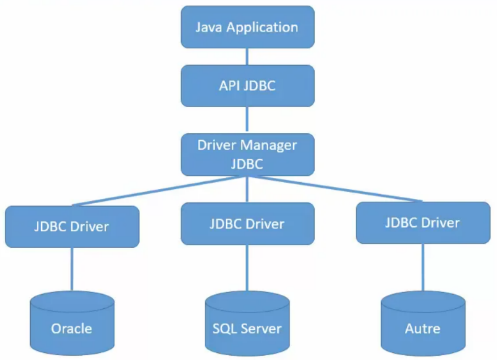 Java Application
API JDBC
Driver Manager
JDBC
JDBC Driver
JDBC Driver
JDBC Driver
Oracle
SQL Server
Autre